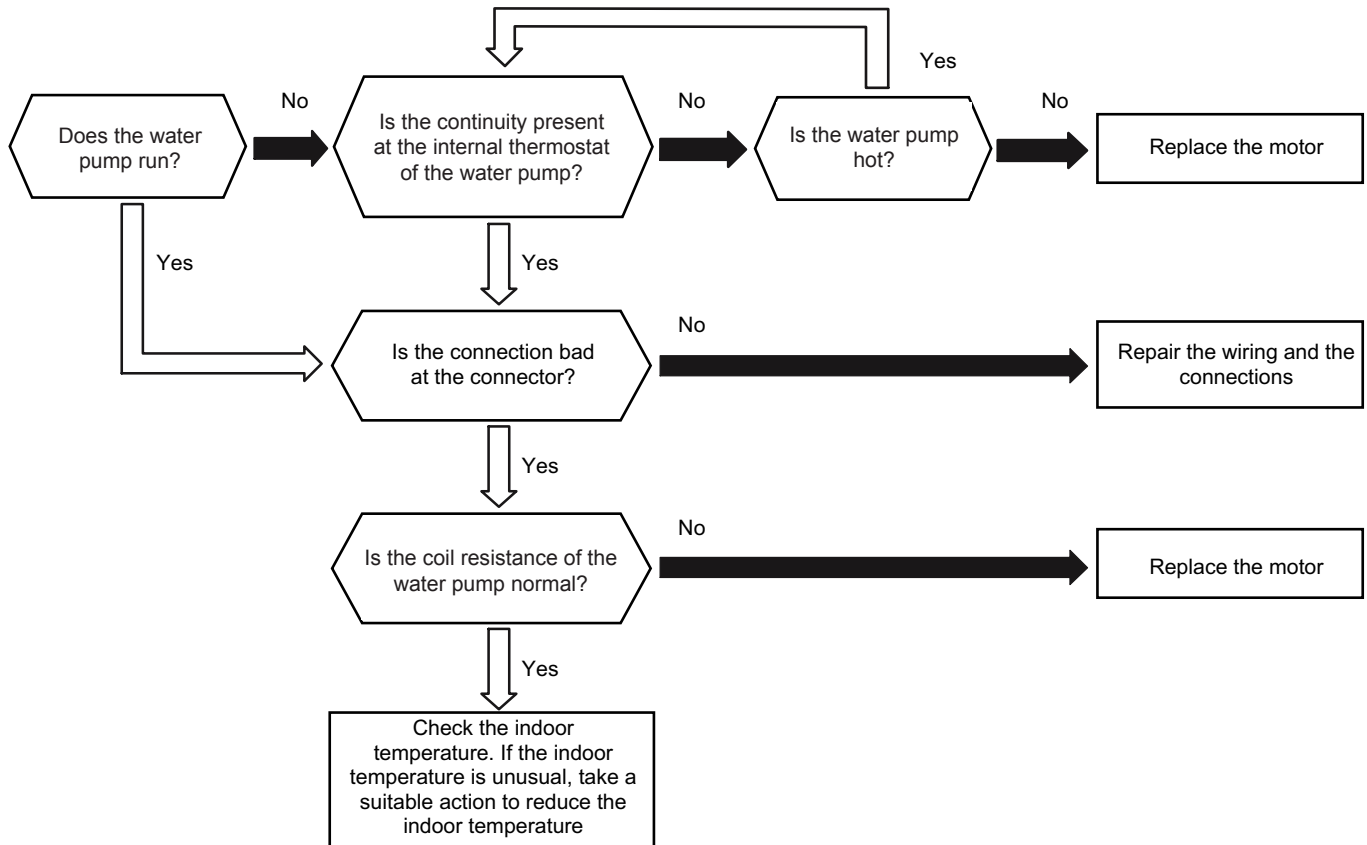 Yes
No
No
No
Does the water
pump run?
Is the continuity present
at the internal thermostat
of the water pump?
Is the water pump
hot?
Replace the motor
Yes
Yes
No
Is the connection bad
at the connector?
Repair the wiring and the
connections
Yes
No
Is the coil resistance of the
water pump normal?
Replace the motor
Yes
Check the indoor
temperature. If the indoor
temperature is unusual, take a
suitable action to reduce the
indoor temperature